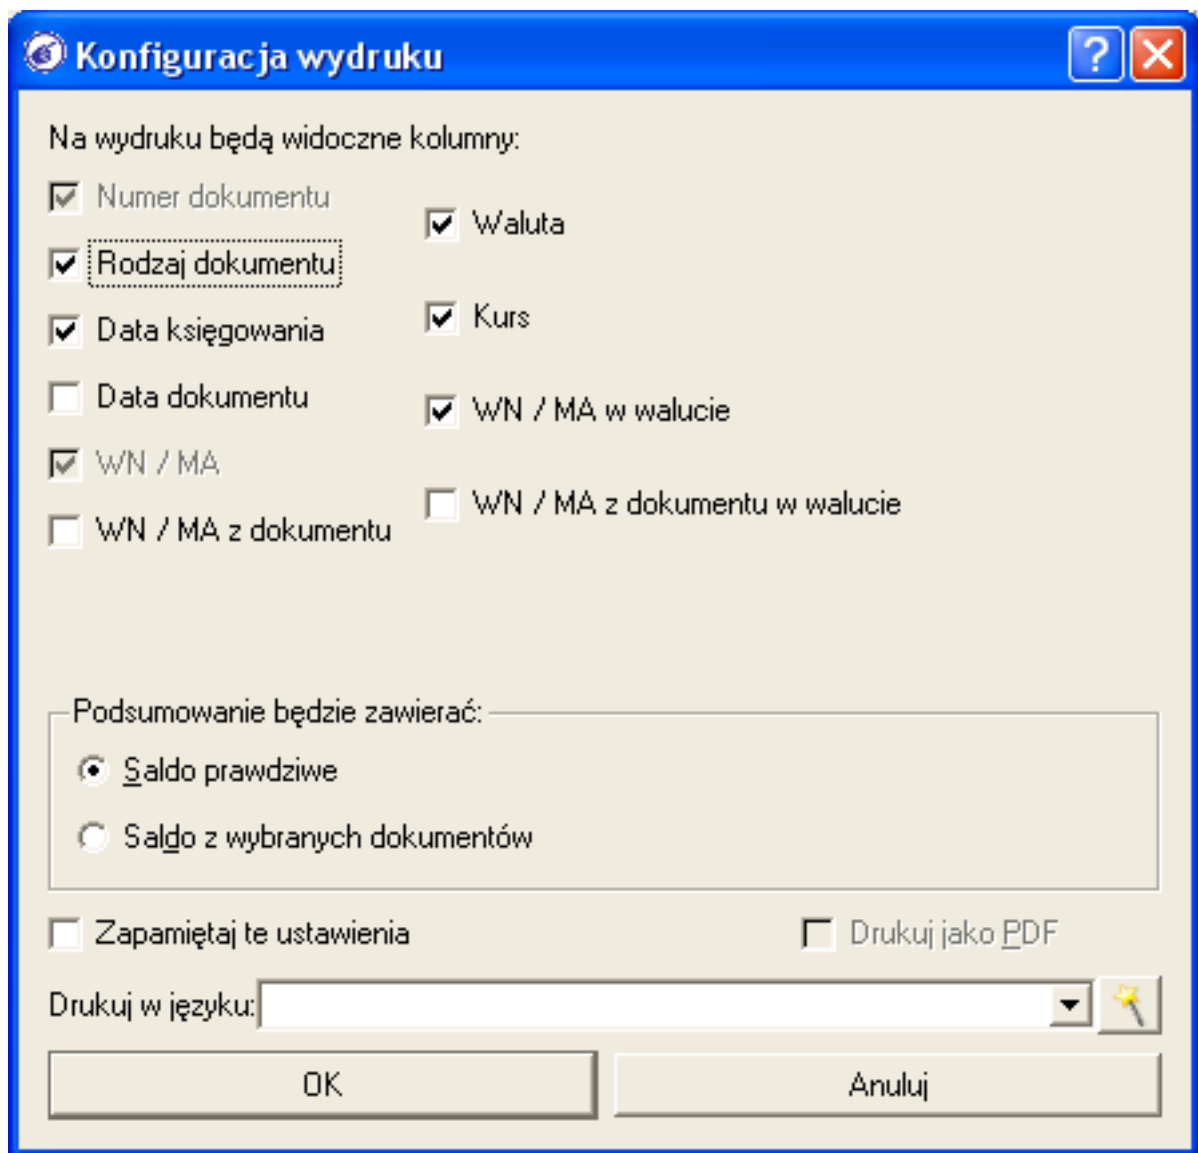 Konfiguracja wydruku
Na wydruku będą widoczne kolumny:
Numer dokumentu
Rodzaj dokumentu
Data księgowania
Data dokumentu
WN / MA
WN / MA z dokumentu
Waluta
Kurs
WN / MA w walucie
WN / MA z dokumentu w walucie
Podsumowanie będzie zawierać:
Saldo prawdziwe
Saldo z wybranych dokumentów
Zapamiętaj te ustawienia
Drukuj jako PDF
Drukuj w języku:
OK
Anuluj